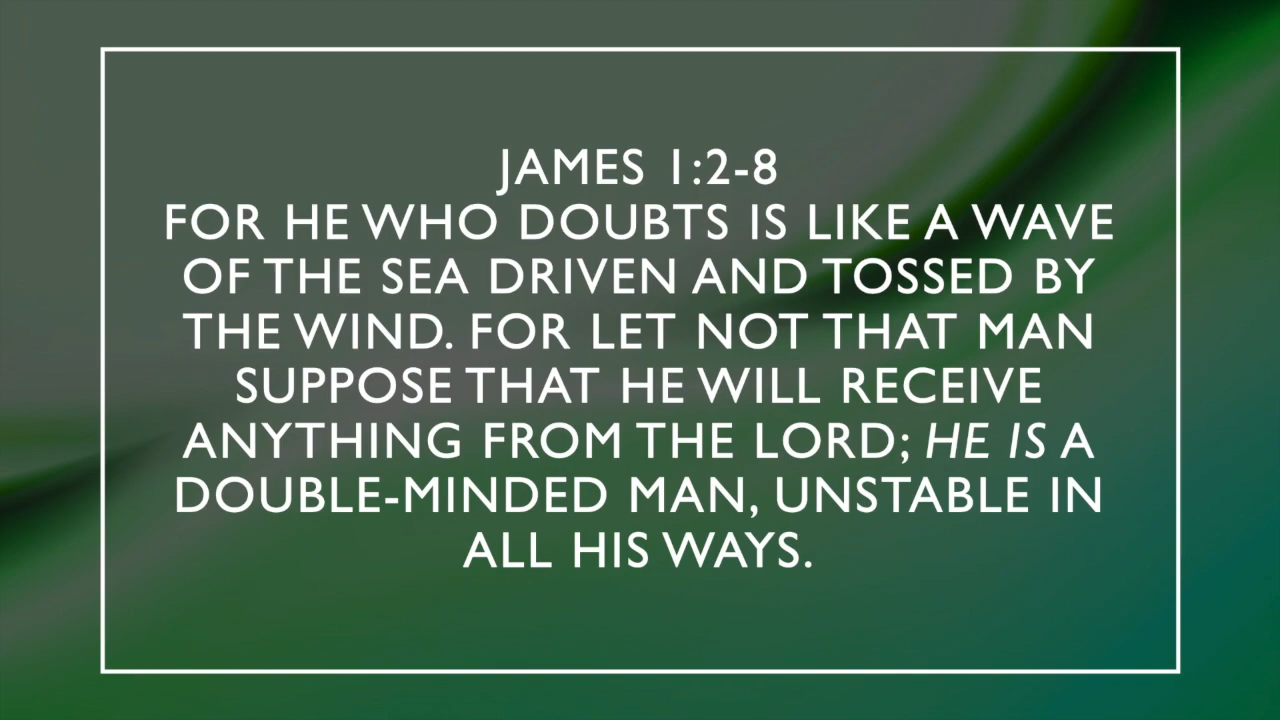 JAMES 1:2-8
FOR HE WHO DOUBTS IS LIKE A WAVE
OF THE SEA DRIVEN AND TOSSED BY
THE WIND. FOR LET NOT THAT MAN
SUPPOSE THAT HE WILL RECEIVE
ANYTHING FROM THE LORD; HE IS A
DOUBLE-MINDED MAN, UNSTABLE IN
ALL HIS WAYS.